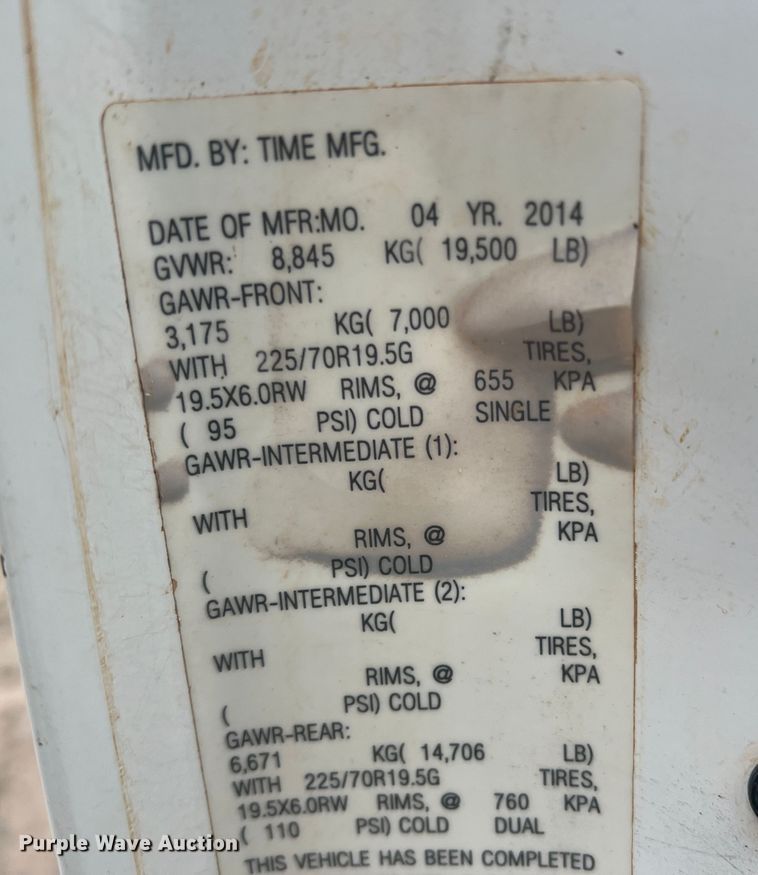 MFD. BY: TIME MFG.
DATE OF MFR:MO. 04 YR. 2014
GVWR: 8,845 KG( 19,500 LB)
GAWR-FRONT:
3,175 KG( 7,000 LB)
WITH 225/70R19.5G TIRES,
19.5X6.0RW RIMS, @ 655 KPA
( 95 PSI) COLD SINGLE
GAWR-INTERMEDIATE (1):
KG( LB)
WITH TIRES,
RIMS, @ KPA
( PSI) COLD
GAWR-INTERMEDIATE (2):
KG( LB)
WITH TIRES,
RIMS, @ KPA
( PSI) COLD
GAWR-REAR:
6,671 KG( 14,706 LB)
WITH 225/70R19.5G TIRES,
19.5X6.0RW RIMS, @ 760 KPA
( 110 PSI) COLD DUAL
THIS VEHICLE HAS BEEN COMPLETED
Purple Wave Auction